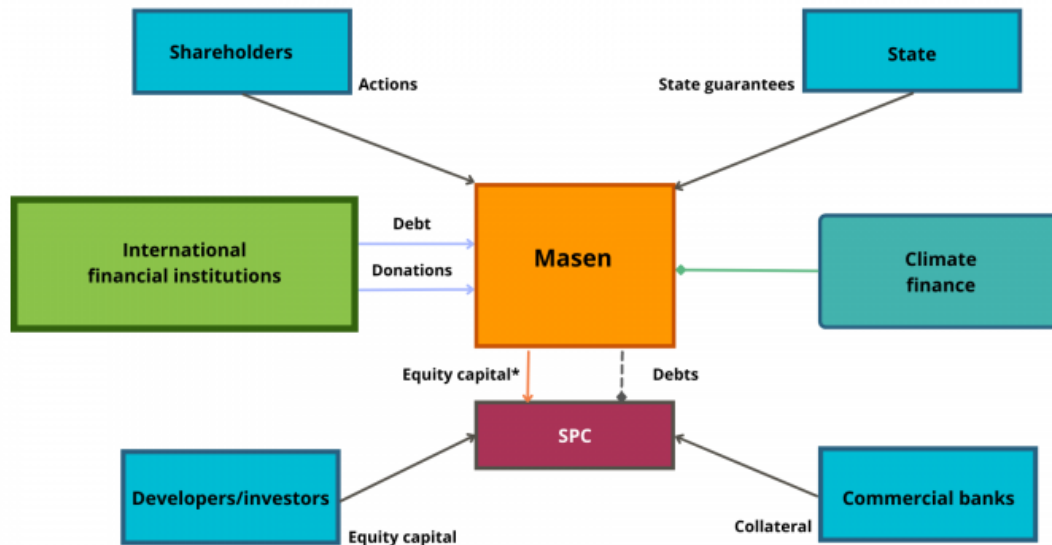 Shareholders
State
Actions
State guarantees
International
financial institutions
Debt
Donations
Masen
Climate
finance
Equity capital*
Debts
SPC
Developers/investors
Commercial banks
Equity capital
Collateral